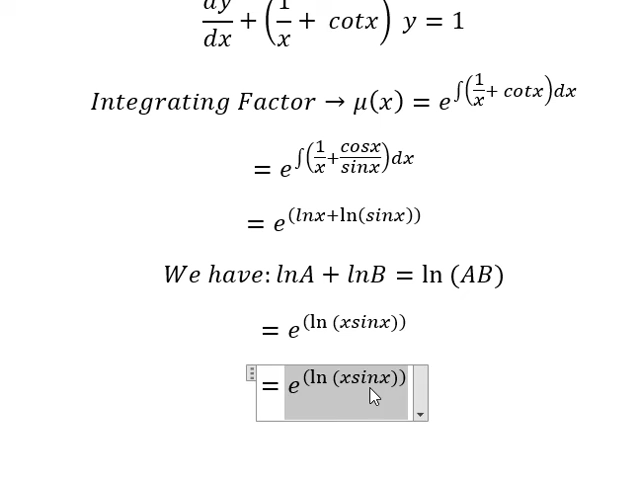 dy/dx + (1/x + cotx) y = 1
Integrating Factor → μ(x) = e^∫(1/x + cotx)dx
= e^∫(1/x+cosx/sinx)dx
= e^(lnx+ln(sinx))
We have: lnA + lnB = ln (AB)
= e^(ln (xsinx))
= e^(ln (xsinx))